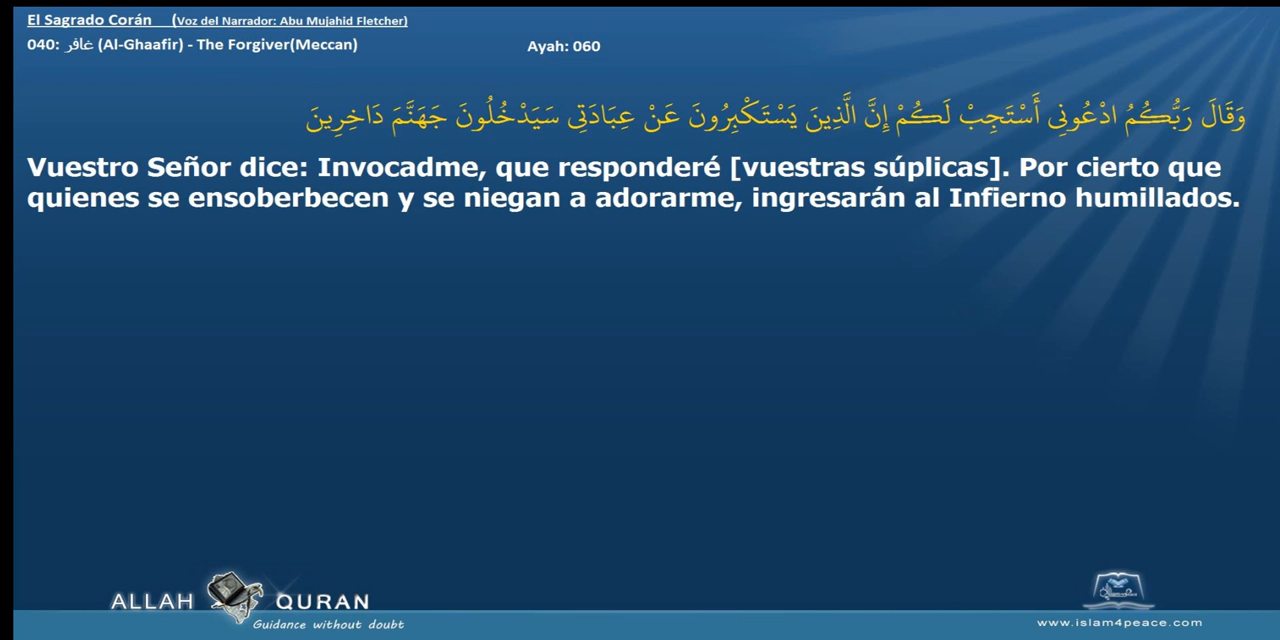 El Sagrado Corán (Voz del Narrador: Abu Mujahid Fletcher)
040: غافر (Al-Ghaafir) - The Forgiver(Meccan) Ayah: 060
وَقَالَ رَبُّكُمُ ادْعُونِي أَسْتَجِبْ لَكُمْ إِنَّ الَّذِينَ يَسْتَكْبِرُونَ عَنْ عِبَادَتِي سَيَدْخُلُونَ جَهَنَّمَ دَاخِرِينَ
Vuestro Señor dice: Invocadme, que responderé [vuestras súplicas]. Por cierto que
quienes se ensoberbecen y se niegan a adorarme, ingresarán al Infierno humillados.
ALLAH QURAN
Guidance without doubt
www.islam4peace.com